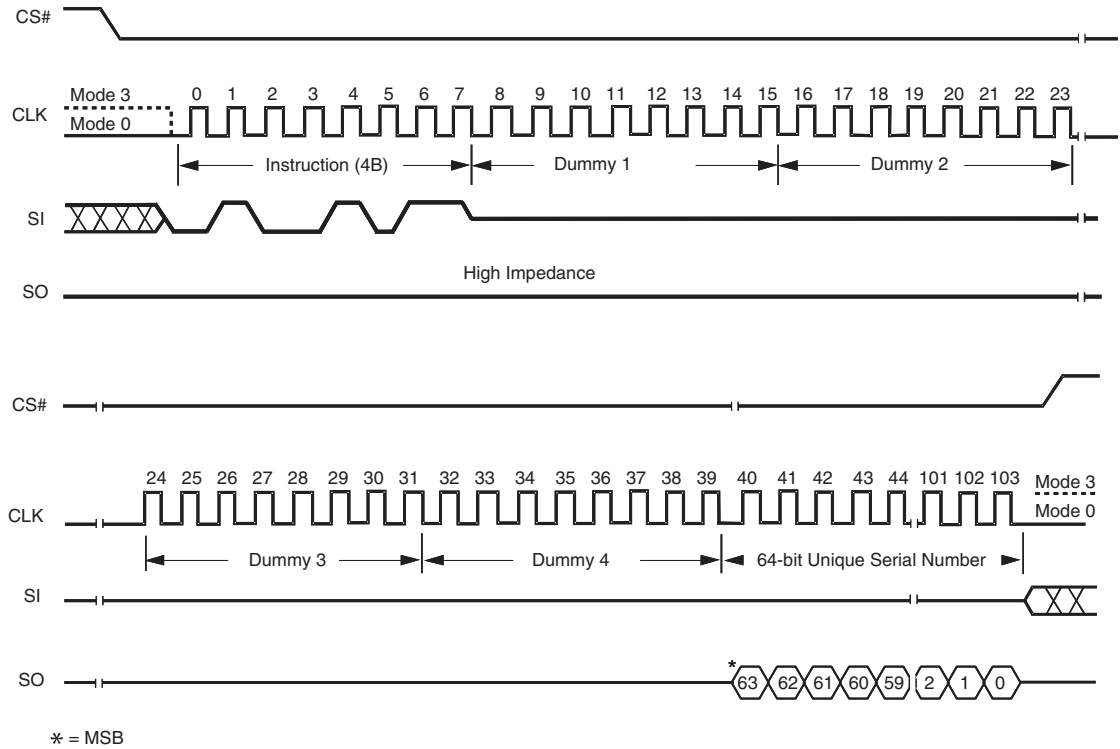 CS#
Mode 3
0 1 2 3 4 5 6 7 8 9 10 11 12 13 14 15 16 17 18 19 20 21 22 23
CLK
Mode 0
Instruction (4B) Dummy 1 Dummy 2
SI
High Impedance
SO
CS#
24 25 26 27 28 29 30 31 32 33 34 35 36 37 38 39 40 41 42 43 44 101 102 103 Mode 3
CLK Mode 0
Dummy 3 Dummy 4 64-bit Unique Serial Number
SI
*
SO 63 62 61 60 59 2 1 0
* = MSB